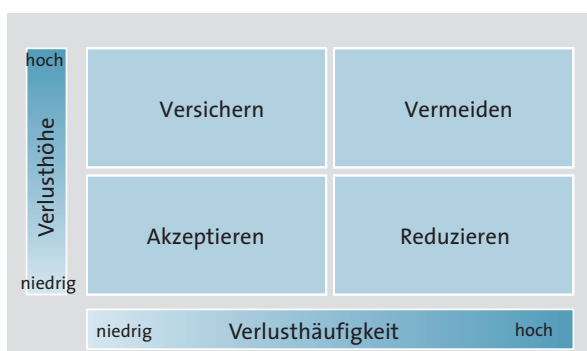 hoch
Versichern
Vermeiden
Verlusthöhe
Akzeptieren
Reduzieren
niedrig
niedrig Verlusthäufigkeit hoch